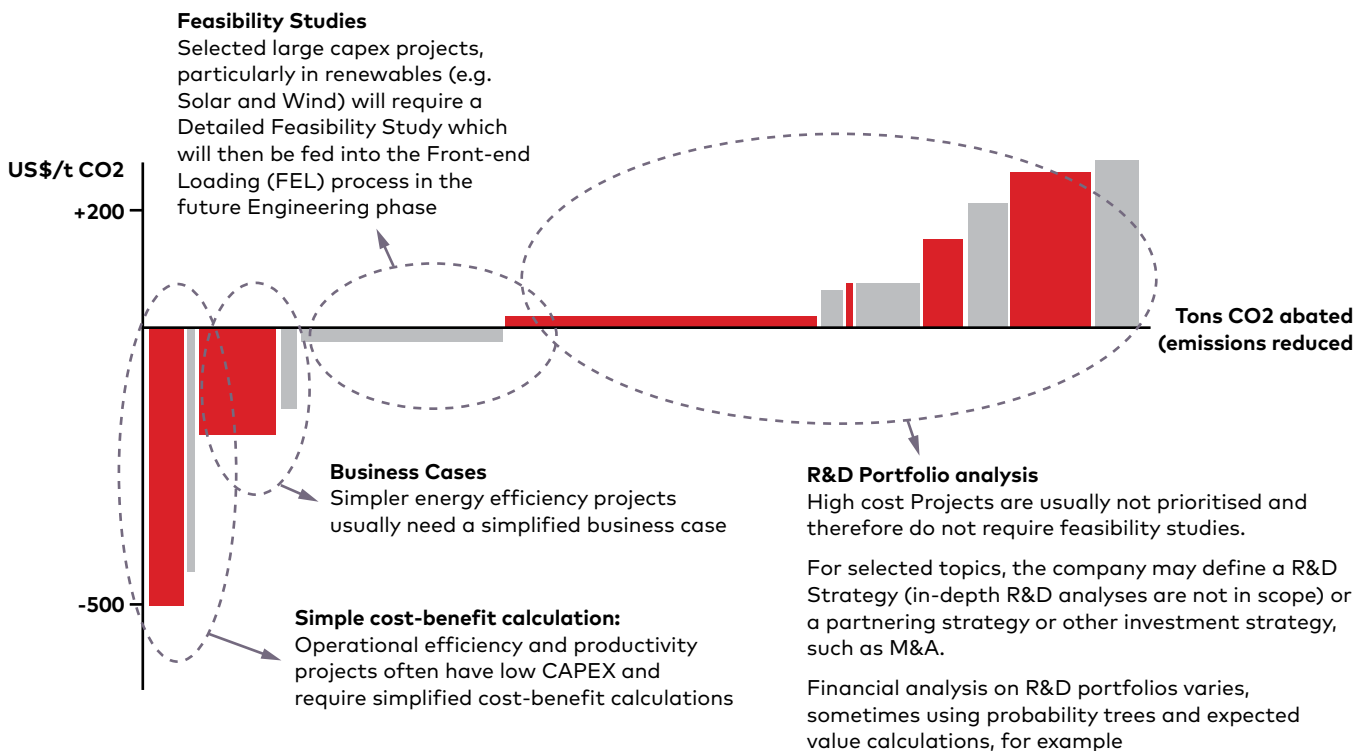 Feasibility Studies
Selected large capex projects,
particularly in renewables (e.g.
Solar and Wind) will require a
Detailed Feasibility Study which
will then be fed into the Front-end
Loading (FEL) process in the
future Engineering phase
US$/t CO2
+200
-500
Tons CO2 abated
(emissions reduced
Business Cases
Simpler energy efficiency projects
usually need a simplified business case
Simple cost-benefit calculation:
Operational efficiency and productivity
projects often have low CAPEX and
require simplified cost-benefit calculations
R&D Portfolio analysis
High cost Projects are usually not prioritised and
therefore do not require feasibility studies.
For selected topics, the company may define a R&D
Strategy (in-depth R&D analyses are not in scope) or
a partnering strategy or other investment strategy,
such as M&A.
Financial analysis on R&D portfolios varies,
sometimes using probability trees and expected
value calculations, for example